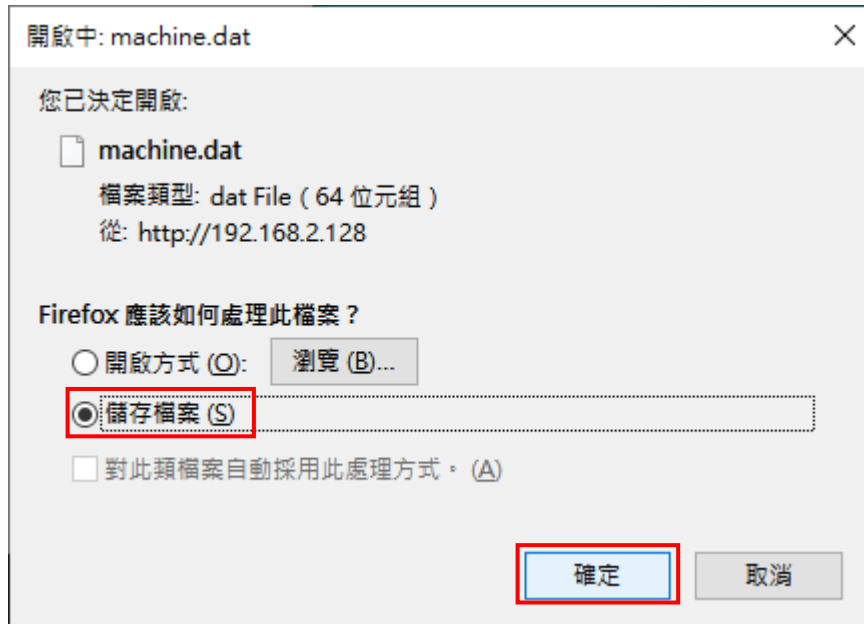 開啟中: machine.dat
您已決定開啟:
machine.dat
檔案類型: dat File ( 64 位元組 )
從: http://192.168.2.128
Firefox 應該如何處理此檔案？
開啟方式 (O): 瀏覽 (B)...
儲存檔案 (S)
對此類檔案自動採用此處理方式。 (A)
確定 取消